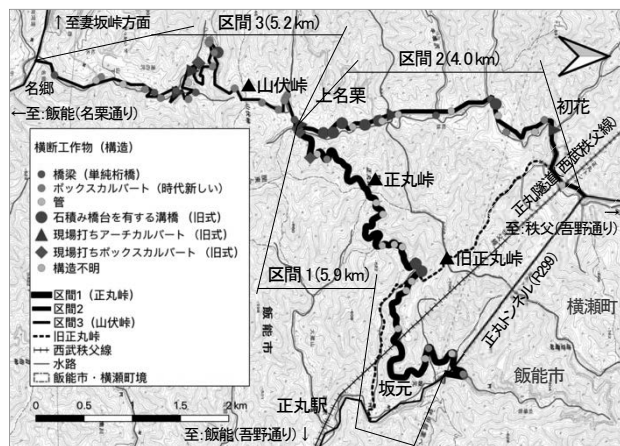 ↑至妻坂峠方面
区間3(5.2km)
区間2(4.0km)
名郷
▲山伏峠
上名栗
初花
←至:飯能(名栗通り)
西武秩父線)
正丸隧道
至:秩父(吾野通り)
▲正丸峠
▲旧正丸峠
区間1(5.9km)
正丸トンネル(R299)
横瀬町
飯能市
飯能市
坂元
正丸駅
至:飯能(吾野通り)↓
横断工作物(構造)
橋梁(単純桁橋)
ボックスカルバート(時代新しい)
管
石積み橋台を有する溝橋(旧式)
現場打ちアーチカルバート(旧式)
現場打ちボックスカルバート(旧式)
構造不明
区間1(正丸峠)
区間2
区間3(山伏峠)
旧正丸峠
西武秩父線
水路
飯能市・横瀬町境
0 0.5 1.0 1.5 2km